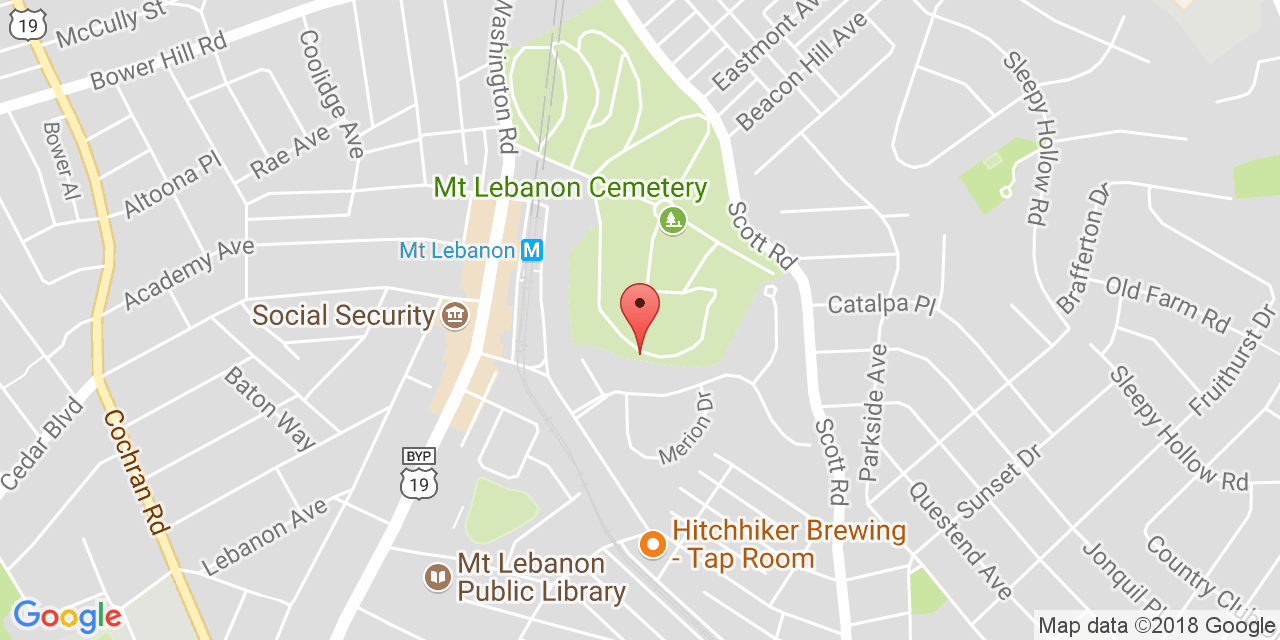 19
McCully St
Bower Hill Rd
Coolidge Ave
Washington Rd
Eastmont Av
Beacon Hill Ave
Sleepy Hollow Rd
Bower Al
Altoona Pl
Rae Ave
Mt Lebanon Cemetery
Scott Rd
Brafferton Dr
Academy Ave
Mt Lebanon
M
Catalpa Pl
Old Farm Rd
Social Security
Fruithurst Dr
Parkside Ave
Baton Way
Cedar Blvd
Cochran Rd
Merion Dr
Sleepy Hollow Rd
Scott Rd
BYP
19
Sunset Dr
Questend Ave
Lebanon Ave
Hitchhiker Brewing
- Tap Room
Mt Lebanon
Public Library
Jonquil Pl
Country Club
Google
Map data ©2018 Google